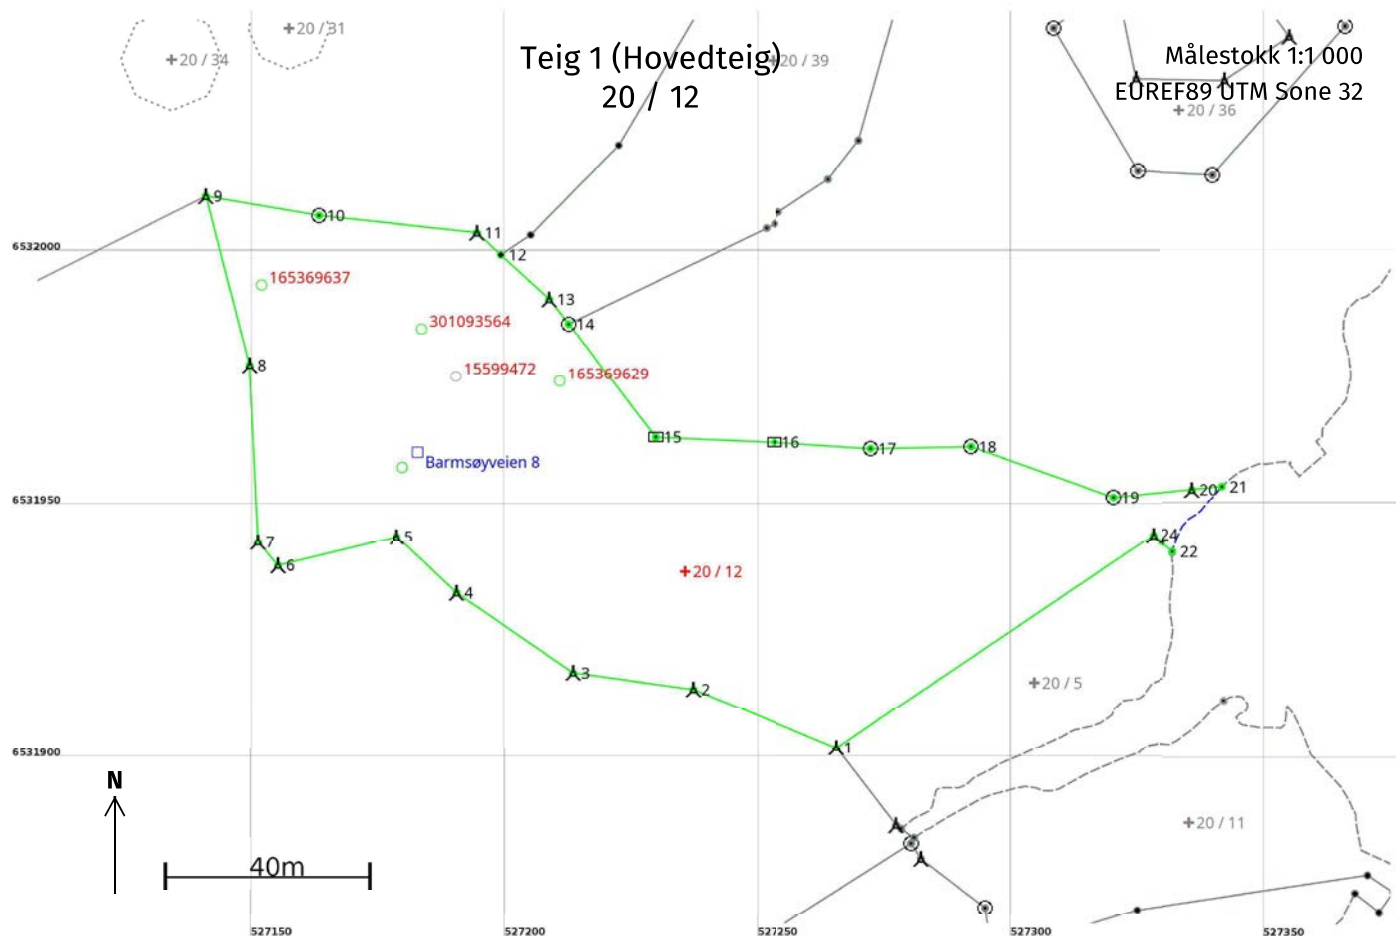 20 / 31
20 / 34
Teig 1 (Hovedteig)
20 / 12
20 / 39
Målestokk 1:1 000
EUREF89 UTM Sone 32
20 / 36
9
10
11
12
6532000
165369637
13
301093564
14
8
15599472
165369629
15
16
17
18
Barmsøyveien 8
21
20
19
6531950
7
5
24
22
6
20 / 12
4
3
20 / 5
2
1
6531900
N
20 / 11
40m
527150
527200
527250
527300
527350